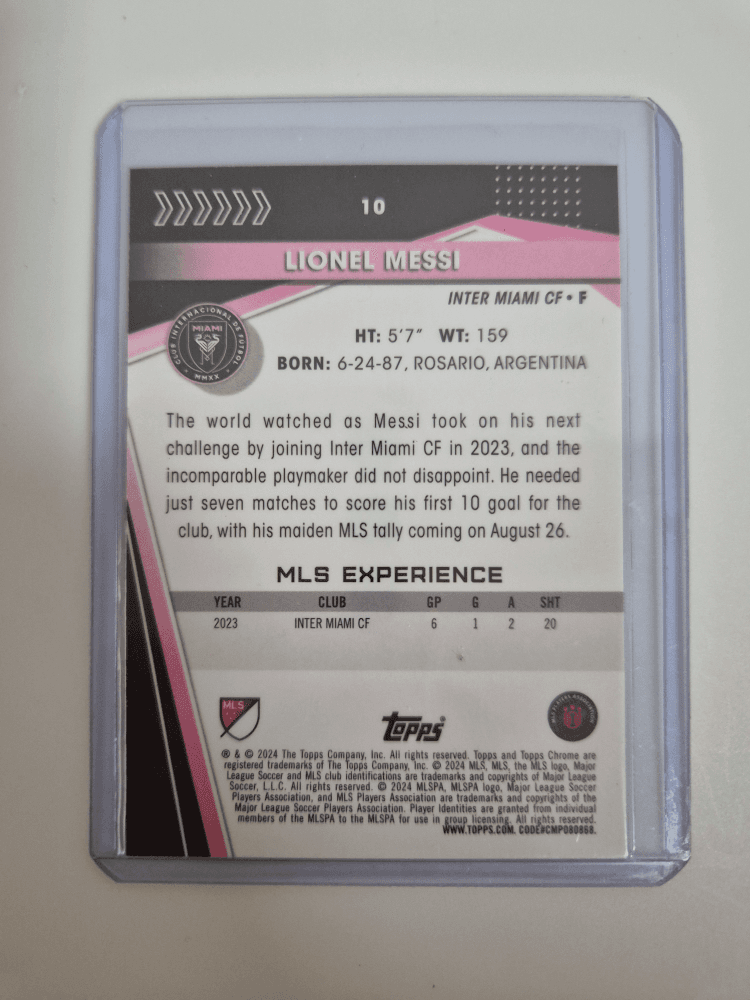 10
LIONEL MESSI
INTER MIAMI CF • F
CLUB INTERNACIONAL DE FUTBOL
MIAMI
MMXX
HT: 5'7" WT: 159
BORN: 6-24-87, ROSARIO, ARGENTINA
The world watched as Messi took on his next
challenge by joining Inter Miami CF in 2023, and the
incomparable playmaker did not disappoint. He needed
just seven matches to score his first 10 goal for the
club, with his maiden MLS tally coming on August 26.
MLS EXPERIENCE
YEAR CLUB GP G A SHT
2023 INTER MIAMI CF 6 1 2 20
MLS
topps®
® & © 2024 The Topps Company, Inc. All rights reserved. Topps and Topps Chrome are
registered trademarks of The Topps Company, Inc. © 2024 MLS, MLS, the MLS logo, Major
League Soccer and MLS club identifications are trademarks and copyrights of Major League
Soccer, L.L.C. All rights reserved. © 2024 MLSPA, MLSPA logo, Major League Soccer
Players Association, and MLS Players Association are trademarks and copyrights of the
Major League Soccer Players Association. Player Identities are granted from individual
members of the MLSPA to the MLSPA for use in group licensing. All rights reserved.
WWW.TOPPS.COM. CODE#CMP080868.